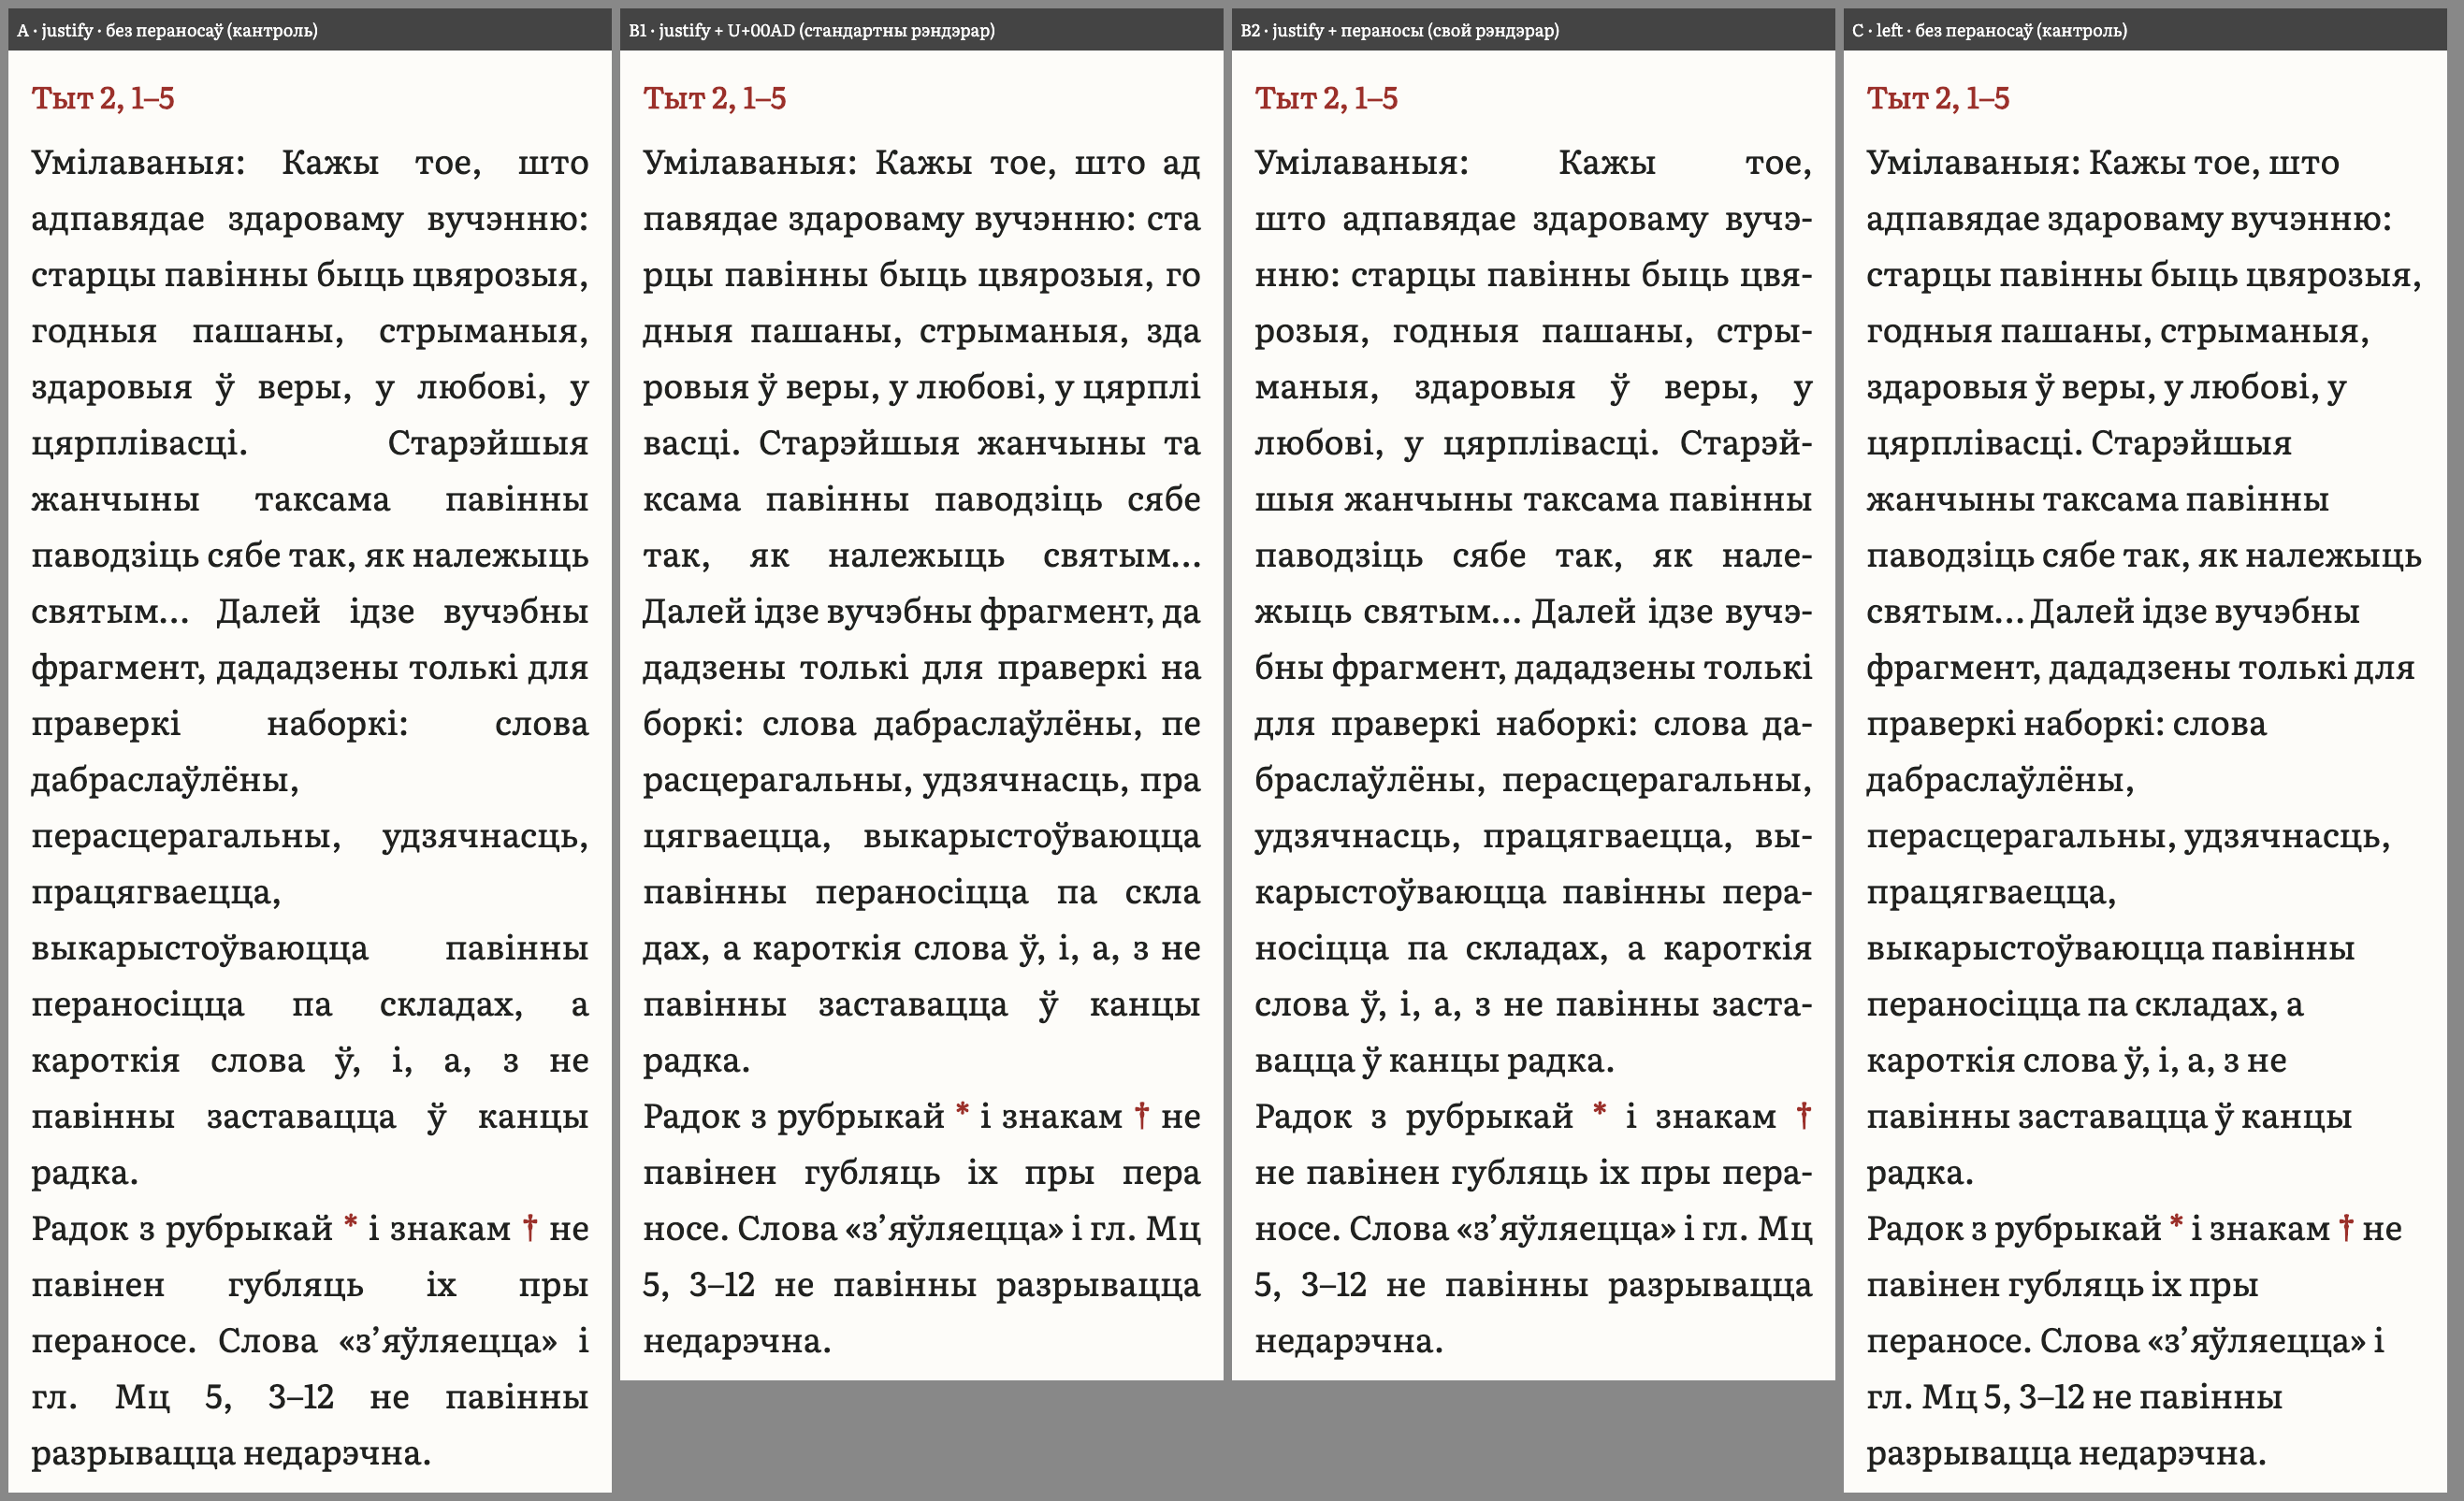 A · justify · без пераносаў (кантроль)
Тыт 2, 1–5
Умілаваныя: Кажы тое, што
адпавядае здароваму вучэнню:
старцы павінны быць цвярозыя,
годныя пашаны, стрыманыя,
здаровыя ў веры, у любові, у
цярплівасці. Старэйшыя
жанчыны таксама павінны
паводзіць сябе так, як належыць
святым… Далей ідзе вучэбны
фрагмент, дададзены толькі для
праверкі наборкі: слова
дабраслаўлёны,
перасцерагальны, удзячнасць,
працягваецца,
выкарыстоўваюцца павінны
пераносіцца па складах, а
кароткія слова ў, і, а, з не
павінны заставацца ў канцы
радка.
Радок з рубрыкай * і знакам † не
павінен губляць іх пры
пераносе. Слова «з’яўляецца» і
гл. Мц 5, 3–12 не павінны
разрывацца недарэчна.
B1 · justify + U+00AD (стандартны рэндэрар)
Тыт 2, 1–5
Умілаваныя: Кажы тое, што ад
павядае здароваму вучэнню: ста
рцы павінны быць цвярозыя, го
дныя пашаны, стрыманыя, зда
ровыя ў веры, у любові, у цярплі
васці. Старэйшыя жанчыны та
ксама павінны паводзіць сябе
так, як належыць святым…
Далей ідзе вучэбны фрагмент, да
дадзены толькі для праверкі на
боркі: слова дабраслаўлёны, пе
расцерагальны, удзячнасць, пра
цягваецца, выкарыстоўваюцца
павінны пераносіцца па скла
дах, а кароткія слова ў, і, а, з не
павінны заставацца ў канцы
радка.
Радок з рубрыкай * і знакам † не
павінен губляць іх пры пера
носе. Слова «з’яўляецца» і гл. Мц
5, 3–12 не павінны разрывацца
недарэчна.
B2 · justify + пераносы (свой рэндэрар)
Тыт 2, 1–5
Умілаваныя: Кажы тое,
што адпавядае здароваму вучэ-
нню: старцы павінны быць цвя-
розыя, годныя пашаны, стры-
маныя, здаровыя ў веры, у
любові, у цярплівасці. Старэй-
шыя жанчыны таксама павінны
паводзіць сябе так, як нале-
жыць святым… Далей ідзе вучэ-
бны фрагмент, дададзены толькі
для праверкі наборкі: слова да-
браслаўлёны, перасцерагальны,
удзячнасць, працягваецца, вы-
карыстоўваюцца павінны пера-
носіцца па складах, а кароткія
слова ў, і, а, з не павінны заста-
вацца ў канцы радка.
Радок з рубрыкай * і знакам †
не павінен губляць іх пры пера-
носе. Слова «з’яўляецца» і гл. Мц
5, 3–12 не павінны разрывацца
недарэчна.
C · left · без пераносаў (кантроль)
Тыт 2, 1–5
Умілаваныя: Кажы тое, што
адпавядае здароваму вучэнню:
старцы павінны быць цвярозыя,
годныя пашаны, стрыманыя,
здаровыя ў веры, у любові, у
цярплівасці. Старэйшыя
жанчыны таксама павінны
паводзіць сябе так, як належыць
святым… Далей ідзе вучэбны
фрагмент, дададзены толькі для
праверкі наборкі: слова
дабраслаўлёны,
перасцерагальны, удзячнасць,
працягваецца,
выкарыстоўваюцца павінны
пераносіцца па складах, а
кароткія слова ў, і, а, з не
павінны заставацца ў канцы
радка.
Радок з рубрыкай * і знакам † не
павінен губляць іх пры
пераносе. Слова «з’яўляецца» і
гл. Мц 5, 3–12 не павінны
разрывацца недарэчна.